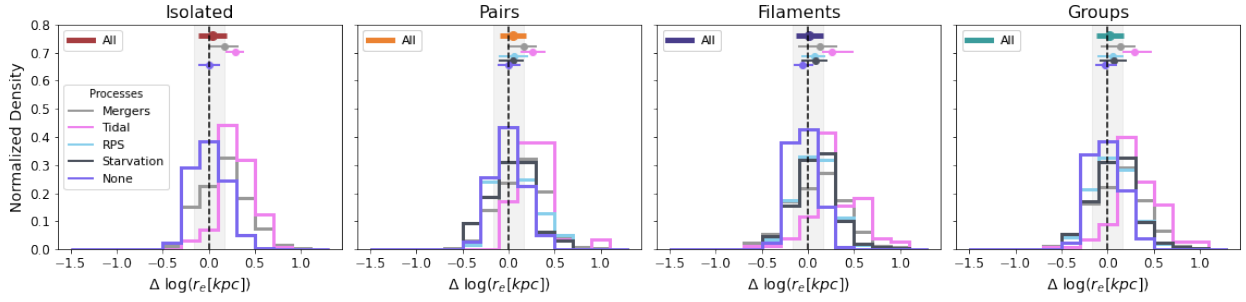 Isolated
Pairs
Filaments
Groups
Normalized Density
0.8
0.7
0.6
0.5
0.4
0.3
0.2
0.1
0.0
All
All
All
All
Processes
Mergers
Tidal
RPS
Starvation
None
−1.5 −1.0 −0.5 0.0 0.5 1.0
−1.5 −1.0 −0.5 0.0 0.5 1.0
−1.5 −1.0 −0.5 0.0 0.5 1.0
−1.5 −1.0 −0.5 0.0 0.5 1.0
Δ log(r_e[kpc])
Δ log(r_e[kpc])
Δ log(r_e[kpc])
Δ log(r_e[kpc])